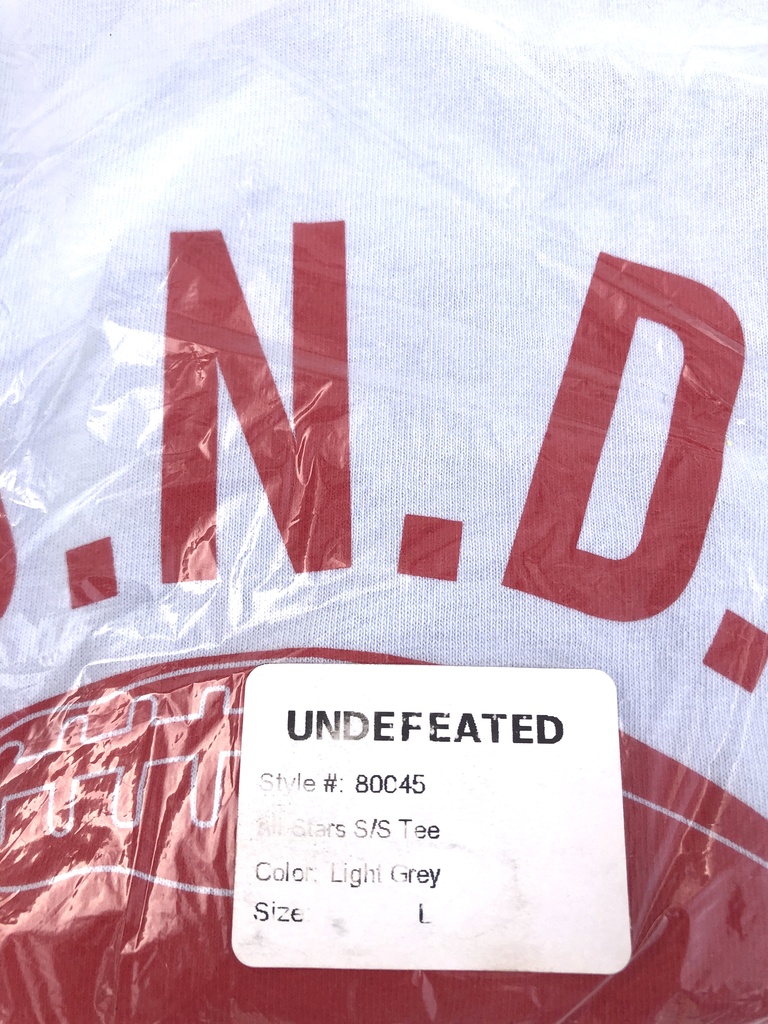 .N.D.
UNDEFEATED
Style #: 80045
All Stars S/S Tee
Color: Light Grey
Size: L